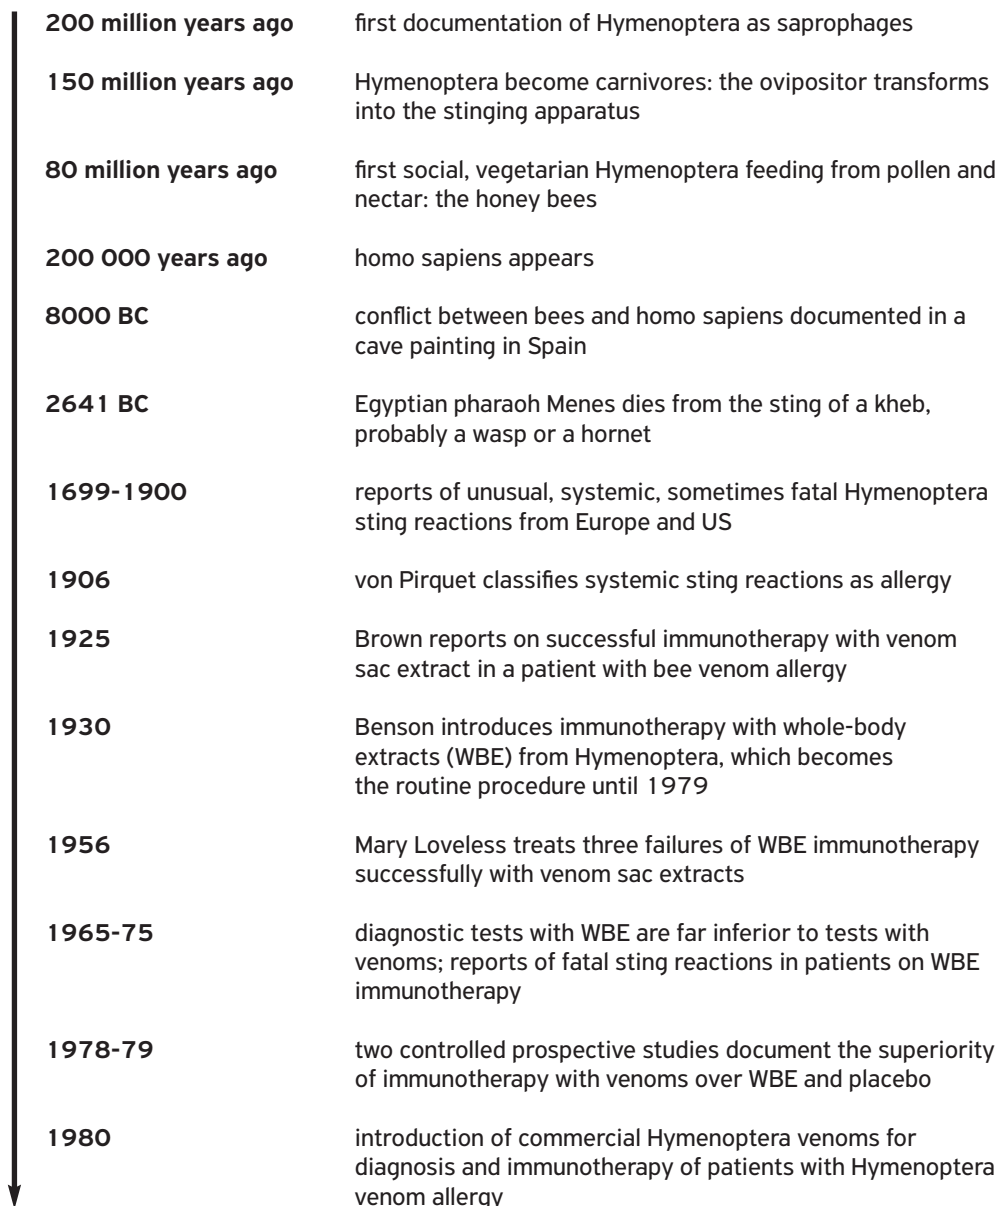 200 million years ago first documentation of Hymenoptera as saprophages
150 million years ago Hymenoptera become carnivores: the ovipositor transforms
into the stinging apparatus
80 million years ago first social, vegetarian Hymenoptera feeding from pollen and
nectar: the honey bees
200 000 years ago homo sapiens appears
8000 BC conflict between bees and homo sapiens documented in a
cave painting in Spain
2641 BC Egyptian pharaoh Menes dies from the sting of a kheb,
probably a wasp or a hornet
1699-1900 reports of unusual, systemic, sometimes fatal Hymenoptera
sting reactions from Europe and US
1906 von Pirquet classifies systemic sting reactions as allergy
1925 Brown reports on successful immunotherapy with venom
sac extract in a patient with bee venom allergy
1930 Benson introduces immunotherapy with whole-body
extracts (WBE) from Hymenoptera, which becomes
the routine procedure until 1979
1956 Mary Loveless treats three failures of WBE immunotherapy
successfully with venom sac extracts
1965-75 diagnostic tests with WBE are far inferior to tests with
venoms; reports of fatal sting reactions in patients on WBE
immunotherapy
1978-79 two controlled prospective studies document the superiority
of immunotherapy with venoms over WBE and placebo
1980 introduction of commercial Hymenoptera venoms for
diagnosis and immunotherapy of patients with Hymenoptera
venom allergy